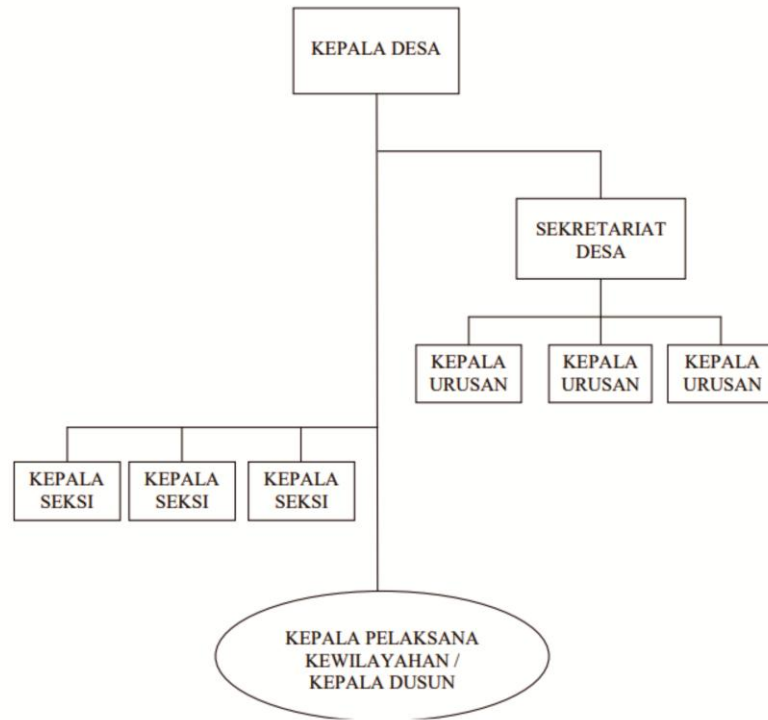 KEPALA DESA
SEKRETARIAT
DESA
KEPALA
URUSAN
KEPALA
URUSAN
KEPALA
URUSAN
KEPALA
SEKSI
KEPALA
SEKSI
KEPALA
SEKSI
KEPALA PELAKSANA
KEWILAYAHAN /
KEPALA DUSUN